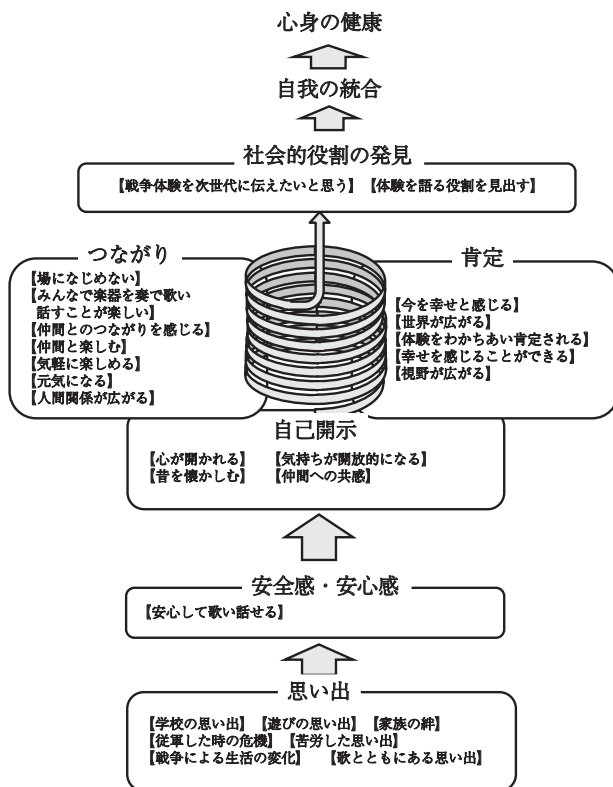 心身の健康
自我の統合
社会的役割の発見
【戦争体験を次世代に伝えたいと思う】【体験を語る役割を見出す】
つながり
【場になじめない】
【みんなで楽器を奏で歌い
話すことが楽しい】
【仲間とのつながりを感じる】
【仲間と楽しむ】
【気軽に楽しめる】
【元気になる】
【人間関係が広がる】
肯定
【今を幸せと感じる】
【世界が広がる】
【体験をわかちあい肯定される】
【幸せを感じることができる】
【視野が広がる】
自己開示
【心が開かれる】 【気持ちが開放的になる】
【昔を懐かしむ】 【仲間への共感】
安全感・安心感
【安心して歌い話せる】
思い出
【学校の思い出】【遊びの思い出】【家族の絆】
【従軍した時の危機】【苦労した思い出】
【戦争による生活の変化】 【歌とともにある思い出】